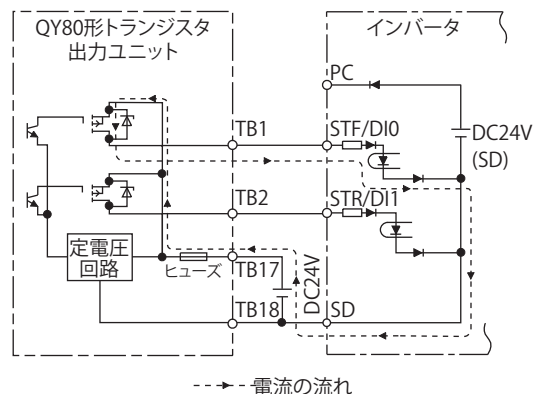 QY80形トランジスタ
出力ユニット
インバータ
PC
DC24V
(SD)
TB1
STF/DI0
TB2
STR/DI1
定電圧
回路
ヒューズ
TB17
DC24V
TB18
SD
電流の流れ